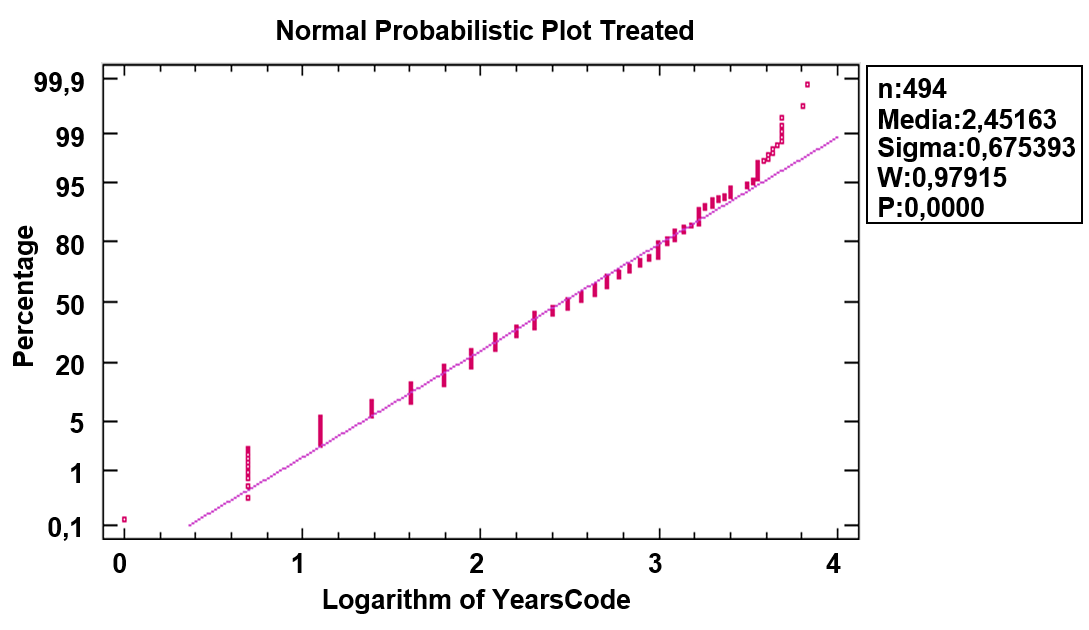 Normal Probabilistic Plot Treated
99,9
99
95
80
50
20
5
1
0,1
Percentage
0 1 2 3 4
Logarithm of YearsCode
n:494
Media:2,45163
Sigma:0,675393
W:0,97915
P:0,0000